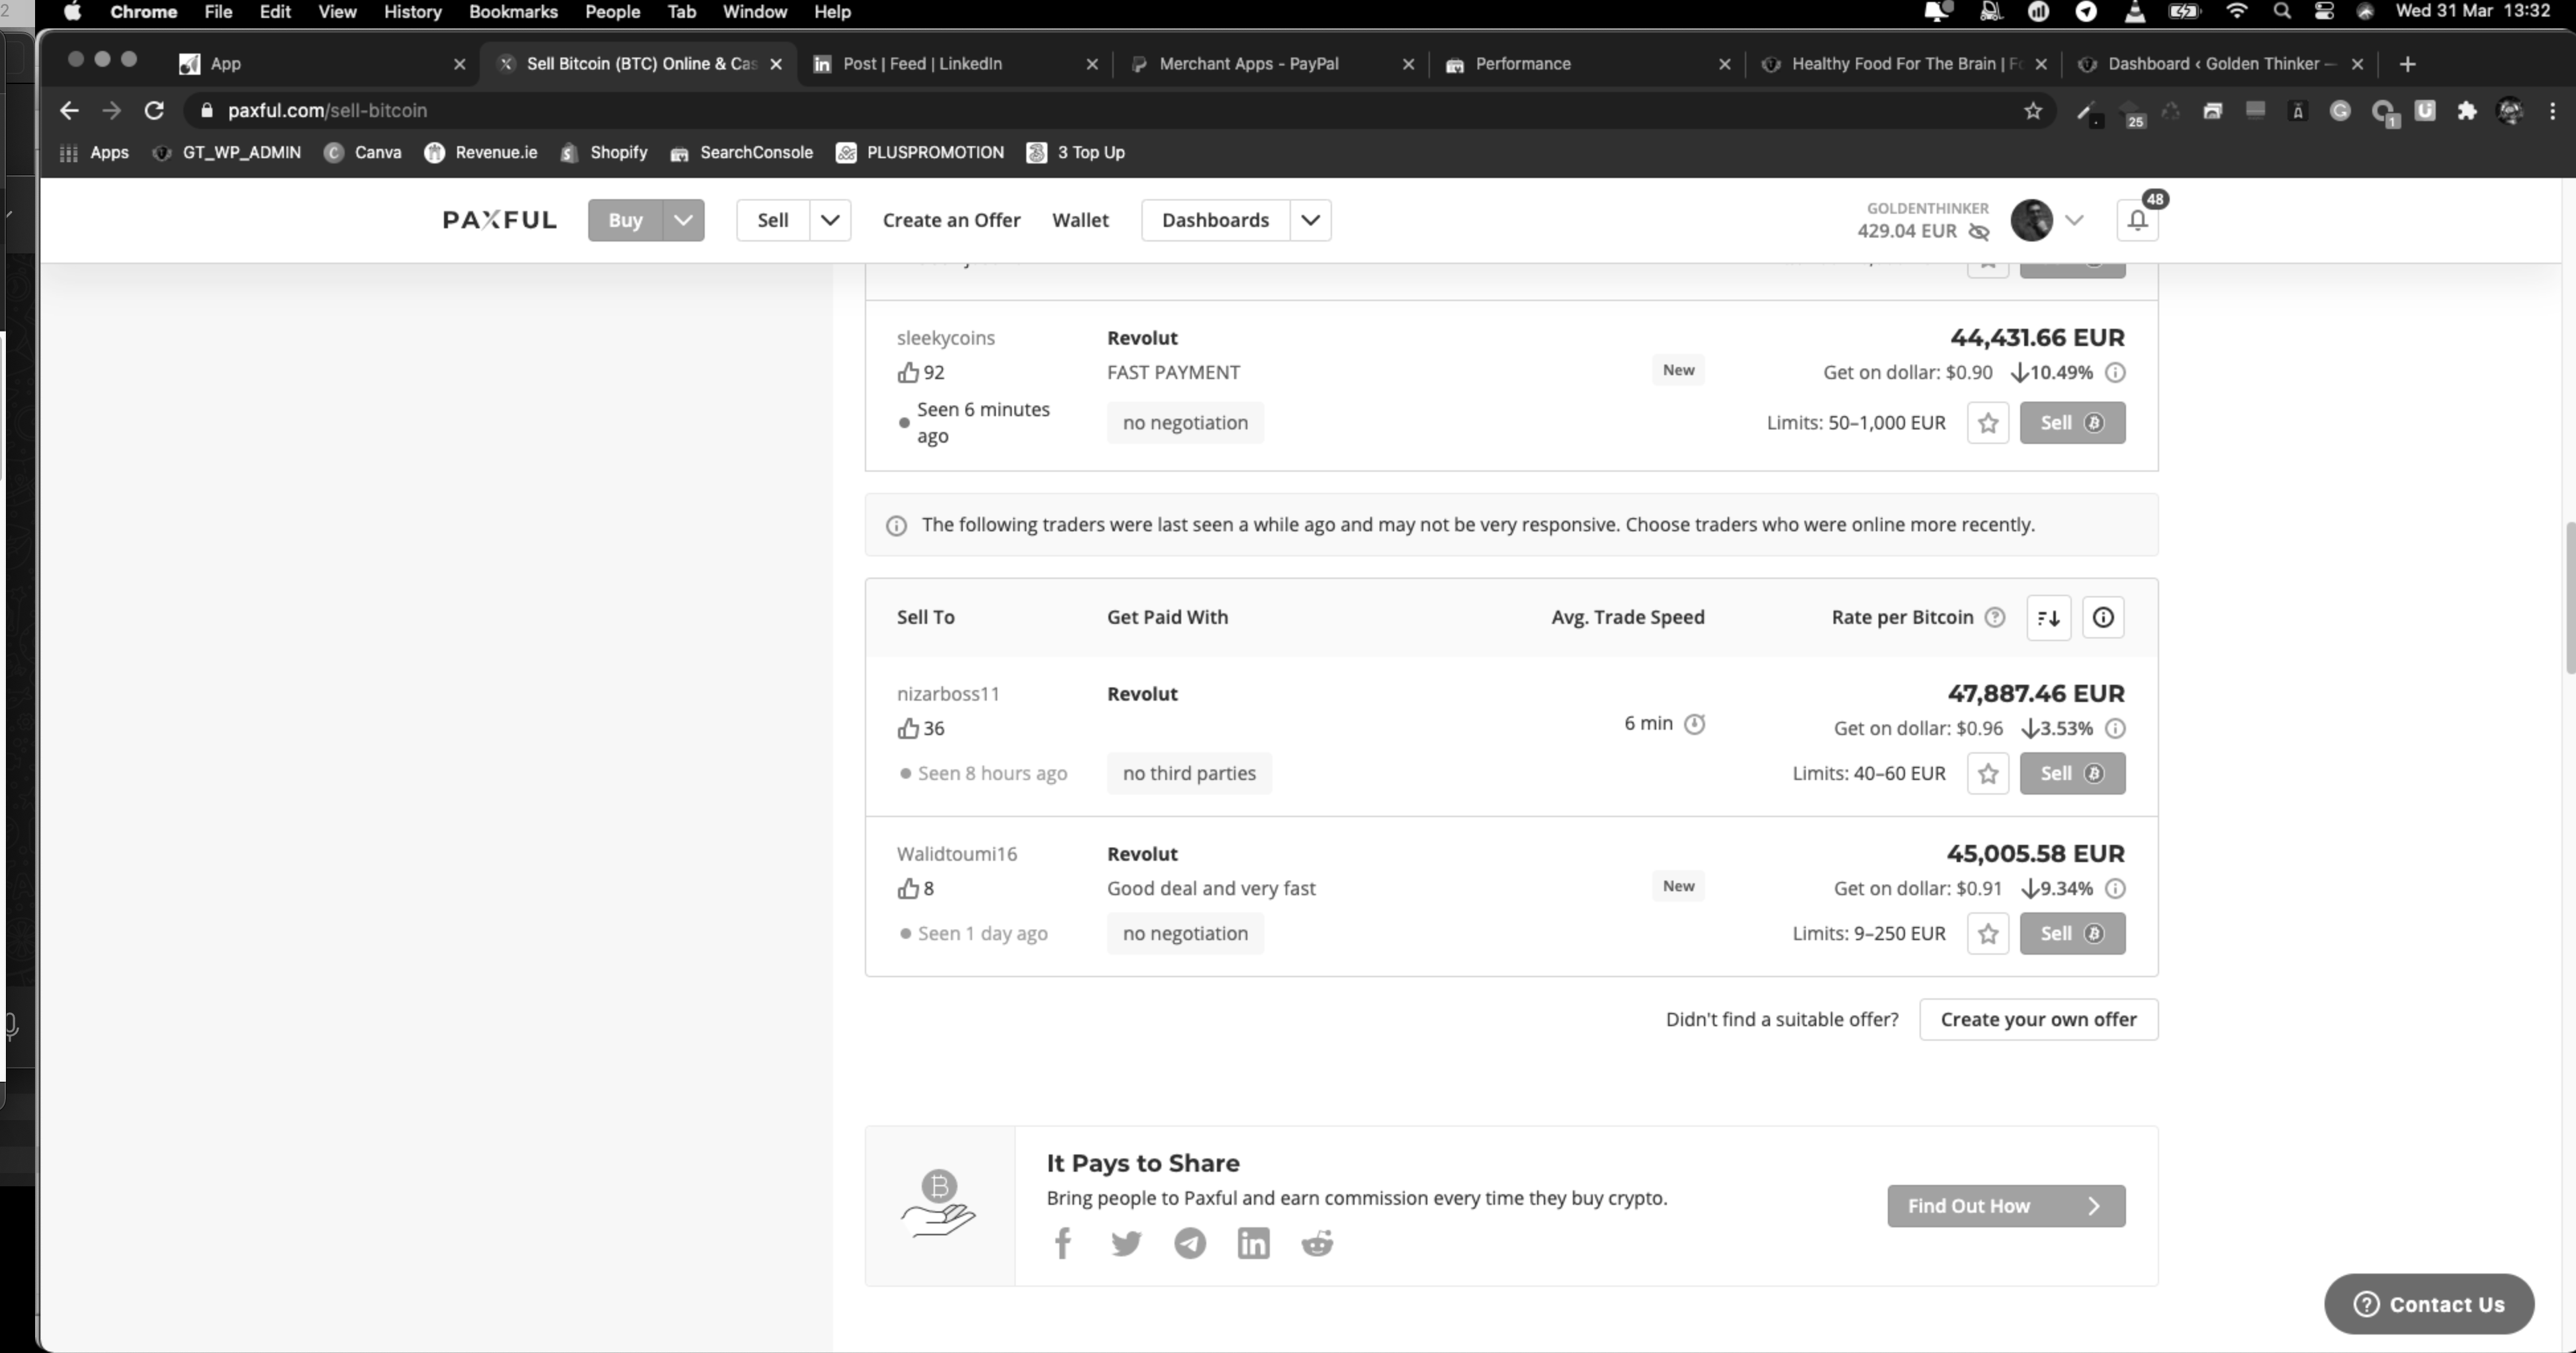 Chrome File Edit View History Bookmarks People Tab Window Help Wed 31 Mar 13:32
App Sell Bitcoin (BTC) Online & Cas Post | Feed | LinkedIn Merchant Apps - PayPal Performance Healthy Food For The Brain | Fo Dashboard ‹ Golden Thinker —
paxful.com/sell-bitcoin 25 1
Apps GT_WP_ADMIN Canva Revenue.ie Shopify SearchConsole PLUSPROMOTION 3 Top Up
PAXFUL Buy Sell Create an Offer Wallet Dashboards GOLDENTHINKER 48
429.04 EUR
sleekycoins Revolut 44,431.66 EUR
92 FAST PAYMENT New Get on dollar: $0.90 10.49%
Seen 6 minutes ago no negotiation Limits: 50–1,000 EUR Sell
The following traders were last seen a while ago and may not be very responsive. Choose traders who were online more recently.
Sell To Get Paid With Avg. Trade Speed Rate per Bitcoin
nizarboss11 Revolut 47,887.46 EUR
36 6 min Get on dollar: $0.96 3.53%
Seen 8 hours ago no third parties Limits: 40–60 EUR Sell
Walidtoumi16 Revolut 45,005.58 EUR
8 Good deal and very fast New Get on dollar: $0.91 9.34%
Seen 1 day ago no negotiation Limits: 9–250 EUR Sell
Didn't find a suitable offer? Create your own offer
It Pays to Share
Bring people to Paxful and earn commission every time they buy crypto.
Find Out How
Contact Us